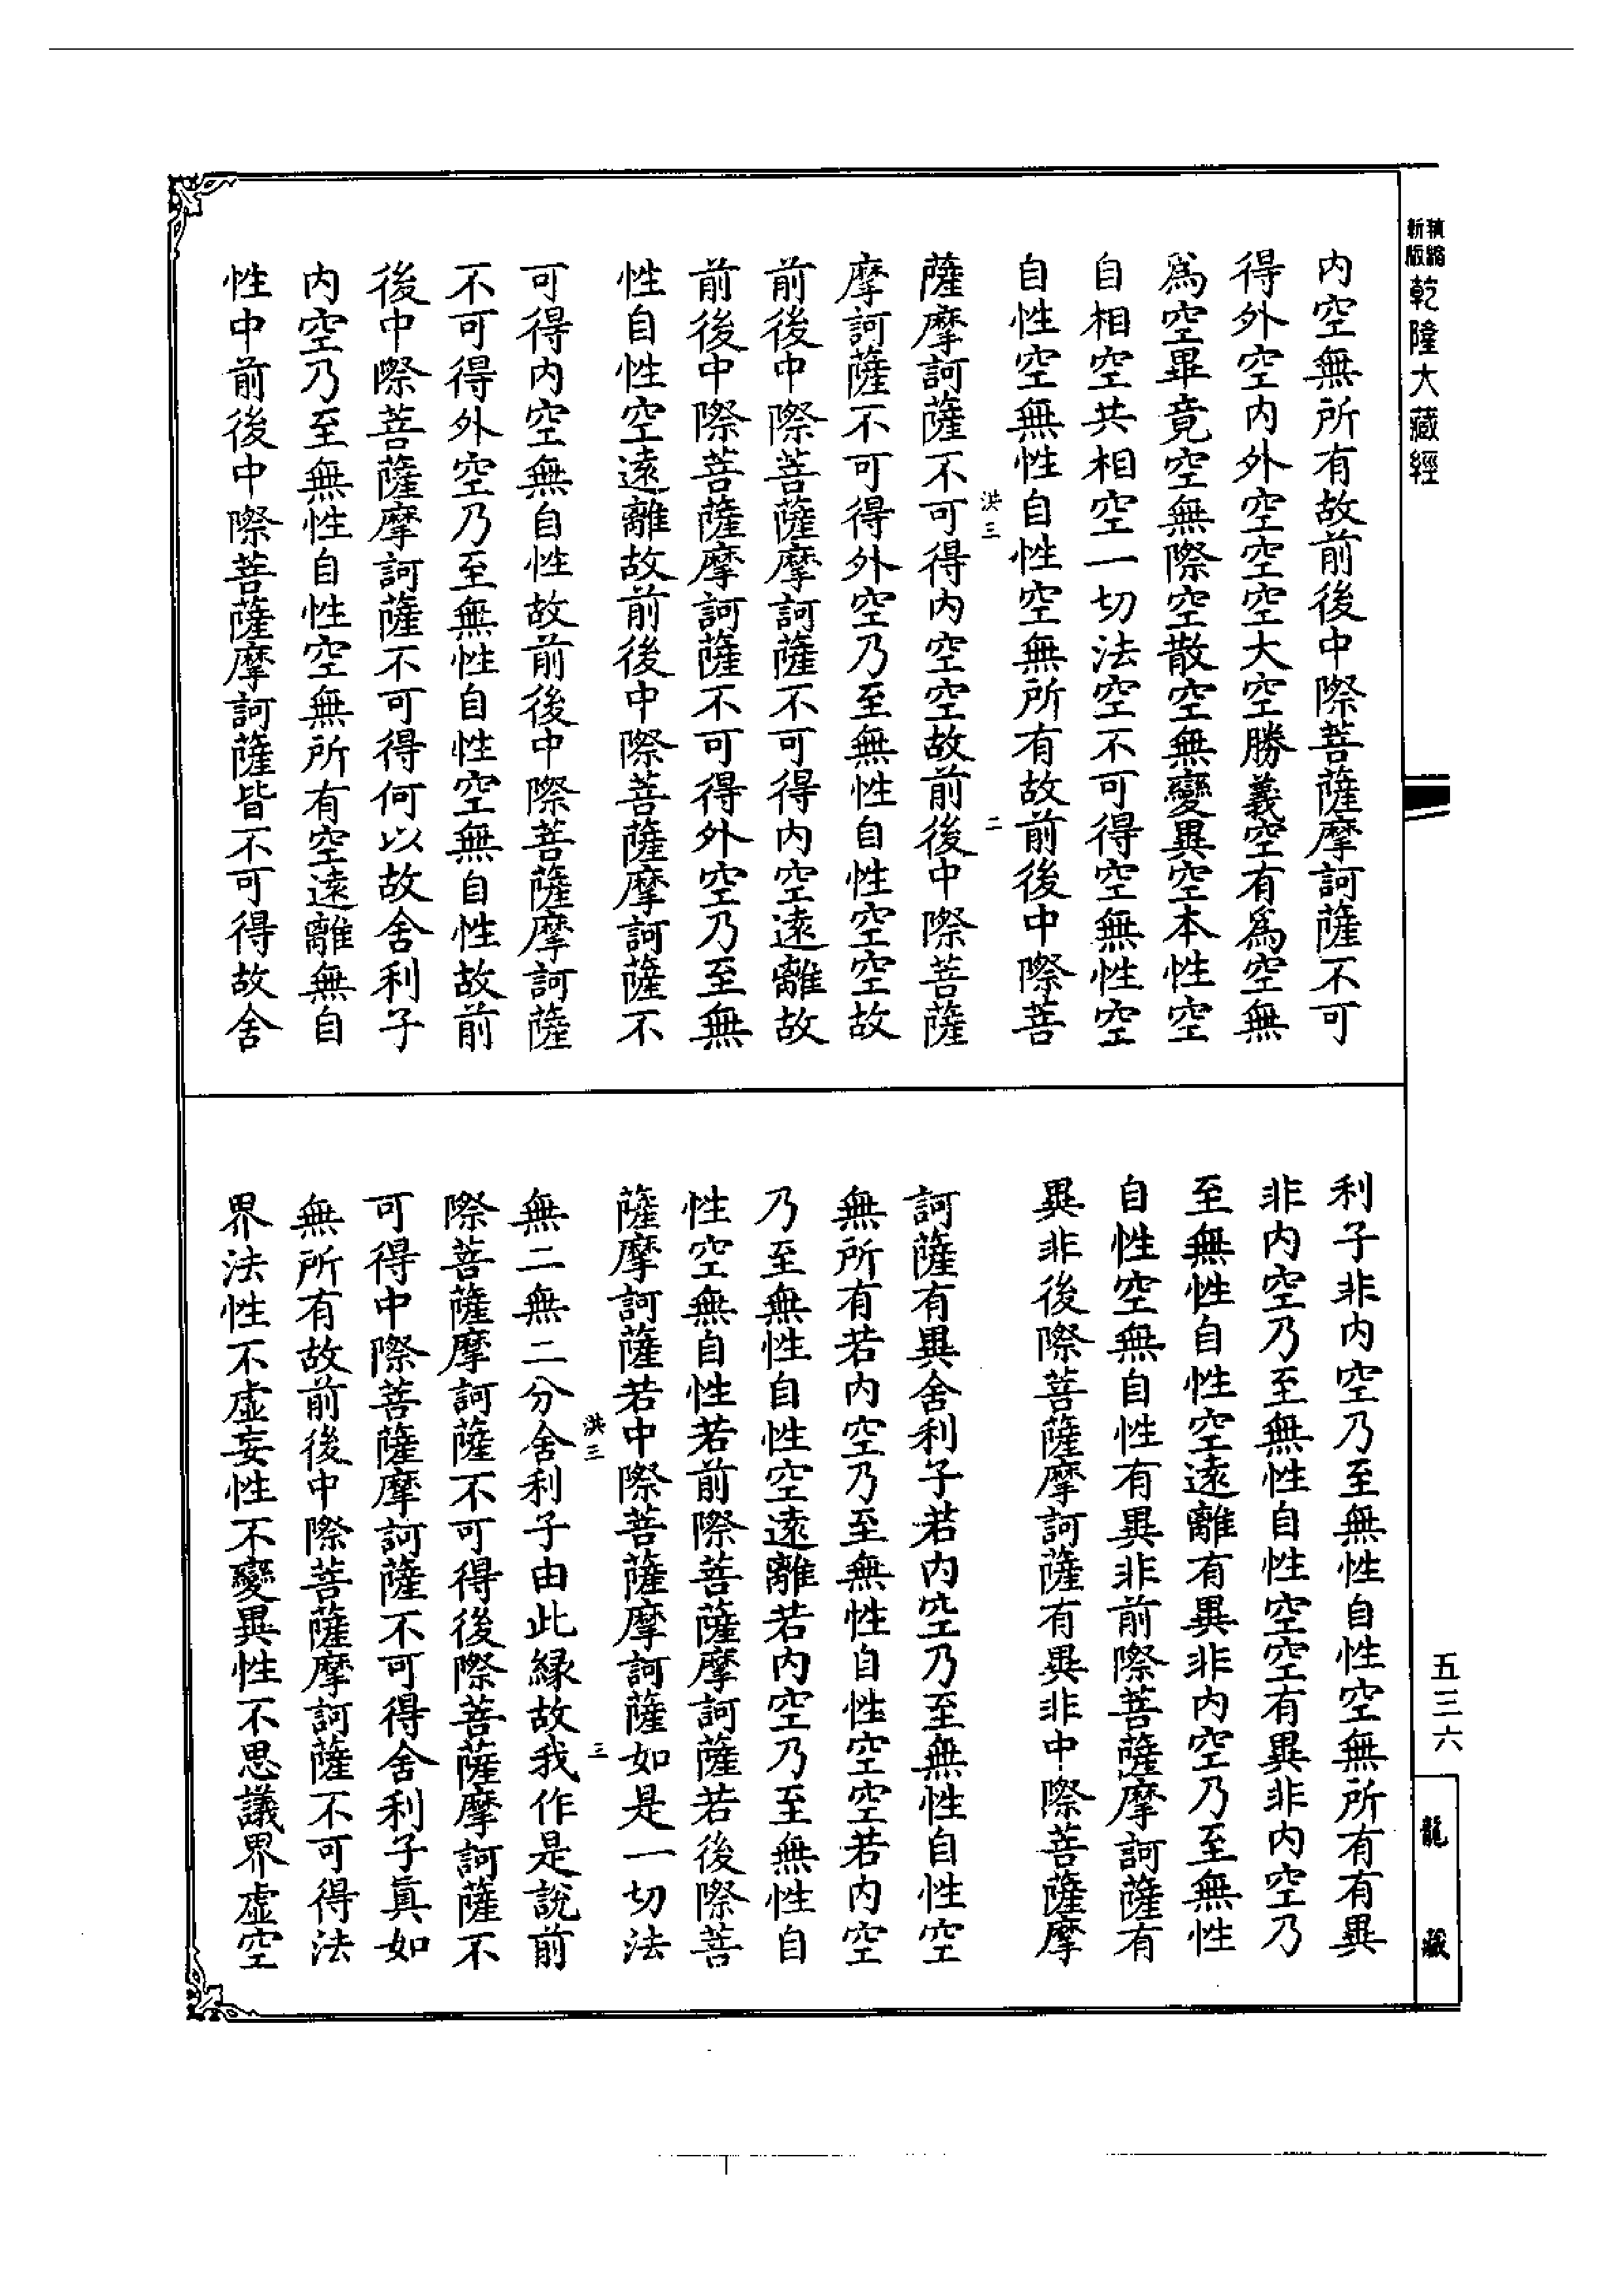 新版
縮
乾隆大藏經
內空無所有故前後中際菩薩摩訶薩不可
得外空內外空空空大空勝義空有爲空無
爲空畢竟空無際空散空無變異空本性空
自相空共相空一切法空不可得空無性空
自性空無性自性空無所有故前後中際菩
洪三
二
薩摩訶薩不可得內空空故前後中際菩薩
摩訶薩不可得外空乃至無性自性空空故
前後中際菩薩摩訶薩不可得內空遠離故
前後中際菩薩摩訶薩不可得外空乃至無
性自性空遠離故前後中際菩薩摩訶薩不
可得內空無自性故前後中際菩薩摩訶薩
不可得外空乃至無性自性空無自性故前
後中際菩薩摩訶薩不可得何以故舍利子
內空乃至無性自性空無所有空遠離無自
性中前後中際菩薩摩訶薩皆不可得故舍
利子非內空乃至無性自性空無所有有異
非內空乃至無性自性空空有異非內空乃
至無性自性空遠離有異非內空乃至無性
自性空無自性有異非前際菩薩摩訶薩有
異非後際菩薩摩訶薩有異非中際菩薩摩
訶薩有異舍利子若內空乃至無性自性空
無所有若內空乃至無性自性空空若內空
乃至無性自性空遠離若內空乃至無性自
性空無自性若前際菩薩摩訶薩若後際菩
薩摩訶薩若中際菩薩摩訶薩如是一切法
洪三
三
無二無二分舍利子由此緣故我作是說前
際菩薩摩訶薩不可得後際菩薩摩訶薩不
可得中際菩薩摩訶薩不可得舍利子眞如
無所有故前後中際菩薩摩訶薩不可得法
界法性不虛妄性不變異性不思議界虛空
五三六
龍藏